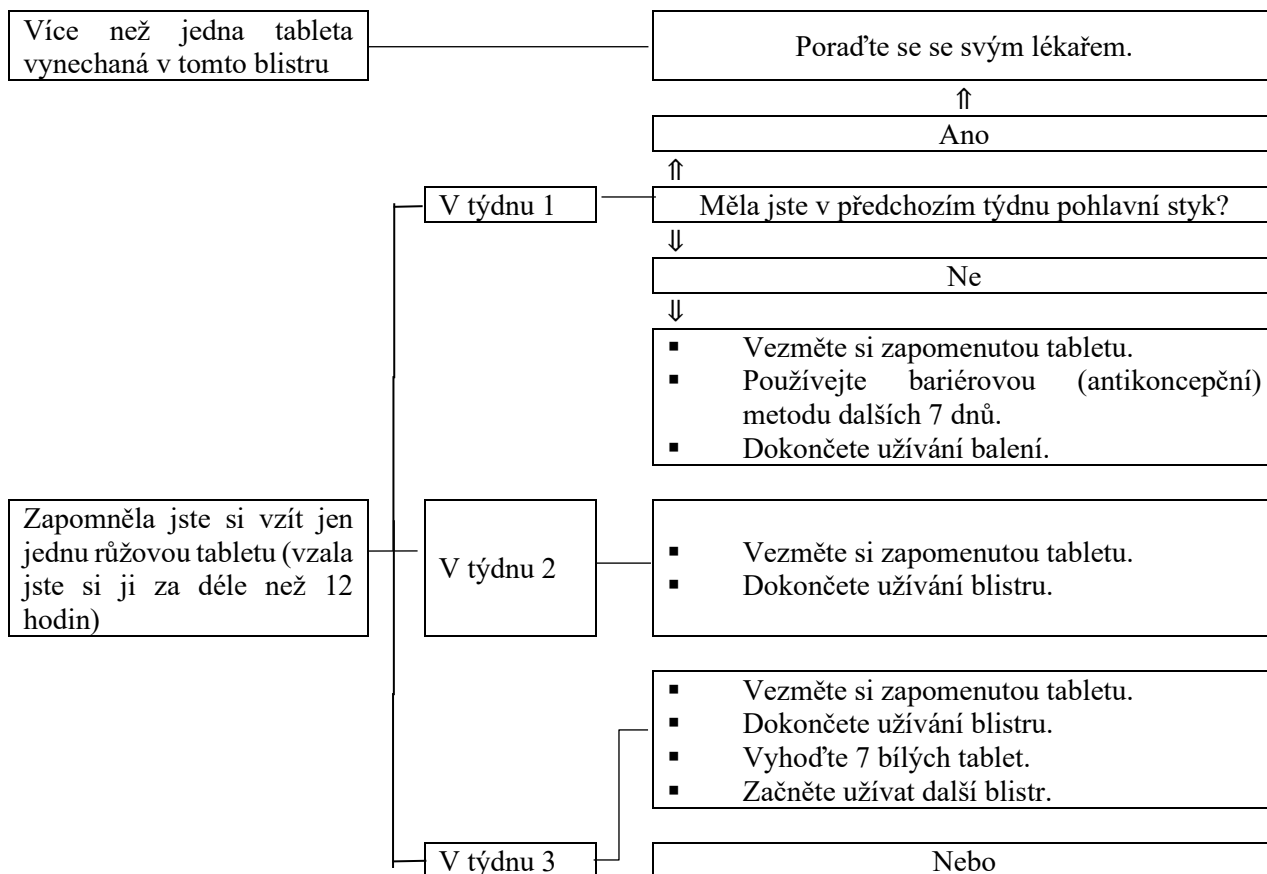 Více než jedna tableta
vynechaná v tomto blistru
Poraďte se se svým lékařem.
⇑
Ano
⇑
V týdnu 1
Měla jste v předchozím týdnu pohlavní styk?
⇓
Ne
⇓
▪ Vezměte si zapomenutou tabletu.
▪ Používejte bariérovou (antikoncepční)
metodu dalších 7 dnů.
▪ Dokončete užívání balení.
Zapomněla jste si vzít jen
jednu růžovou tabletu (vzala
jste si ji za déle než 12
hodin)
V týdnu 2
▪ Vezměte si zapomenutou tabletu.
▪ Dokončete užívání blistru.
▪ Vezměte si zapomenutou tabletu.
▪ Dokončete užívání blistru.
▪ Vyhoďte 7 bílých tablet.
▪ Začněte užívat další blistr.
V týdnu 3
Nebo